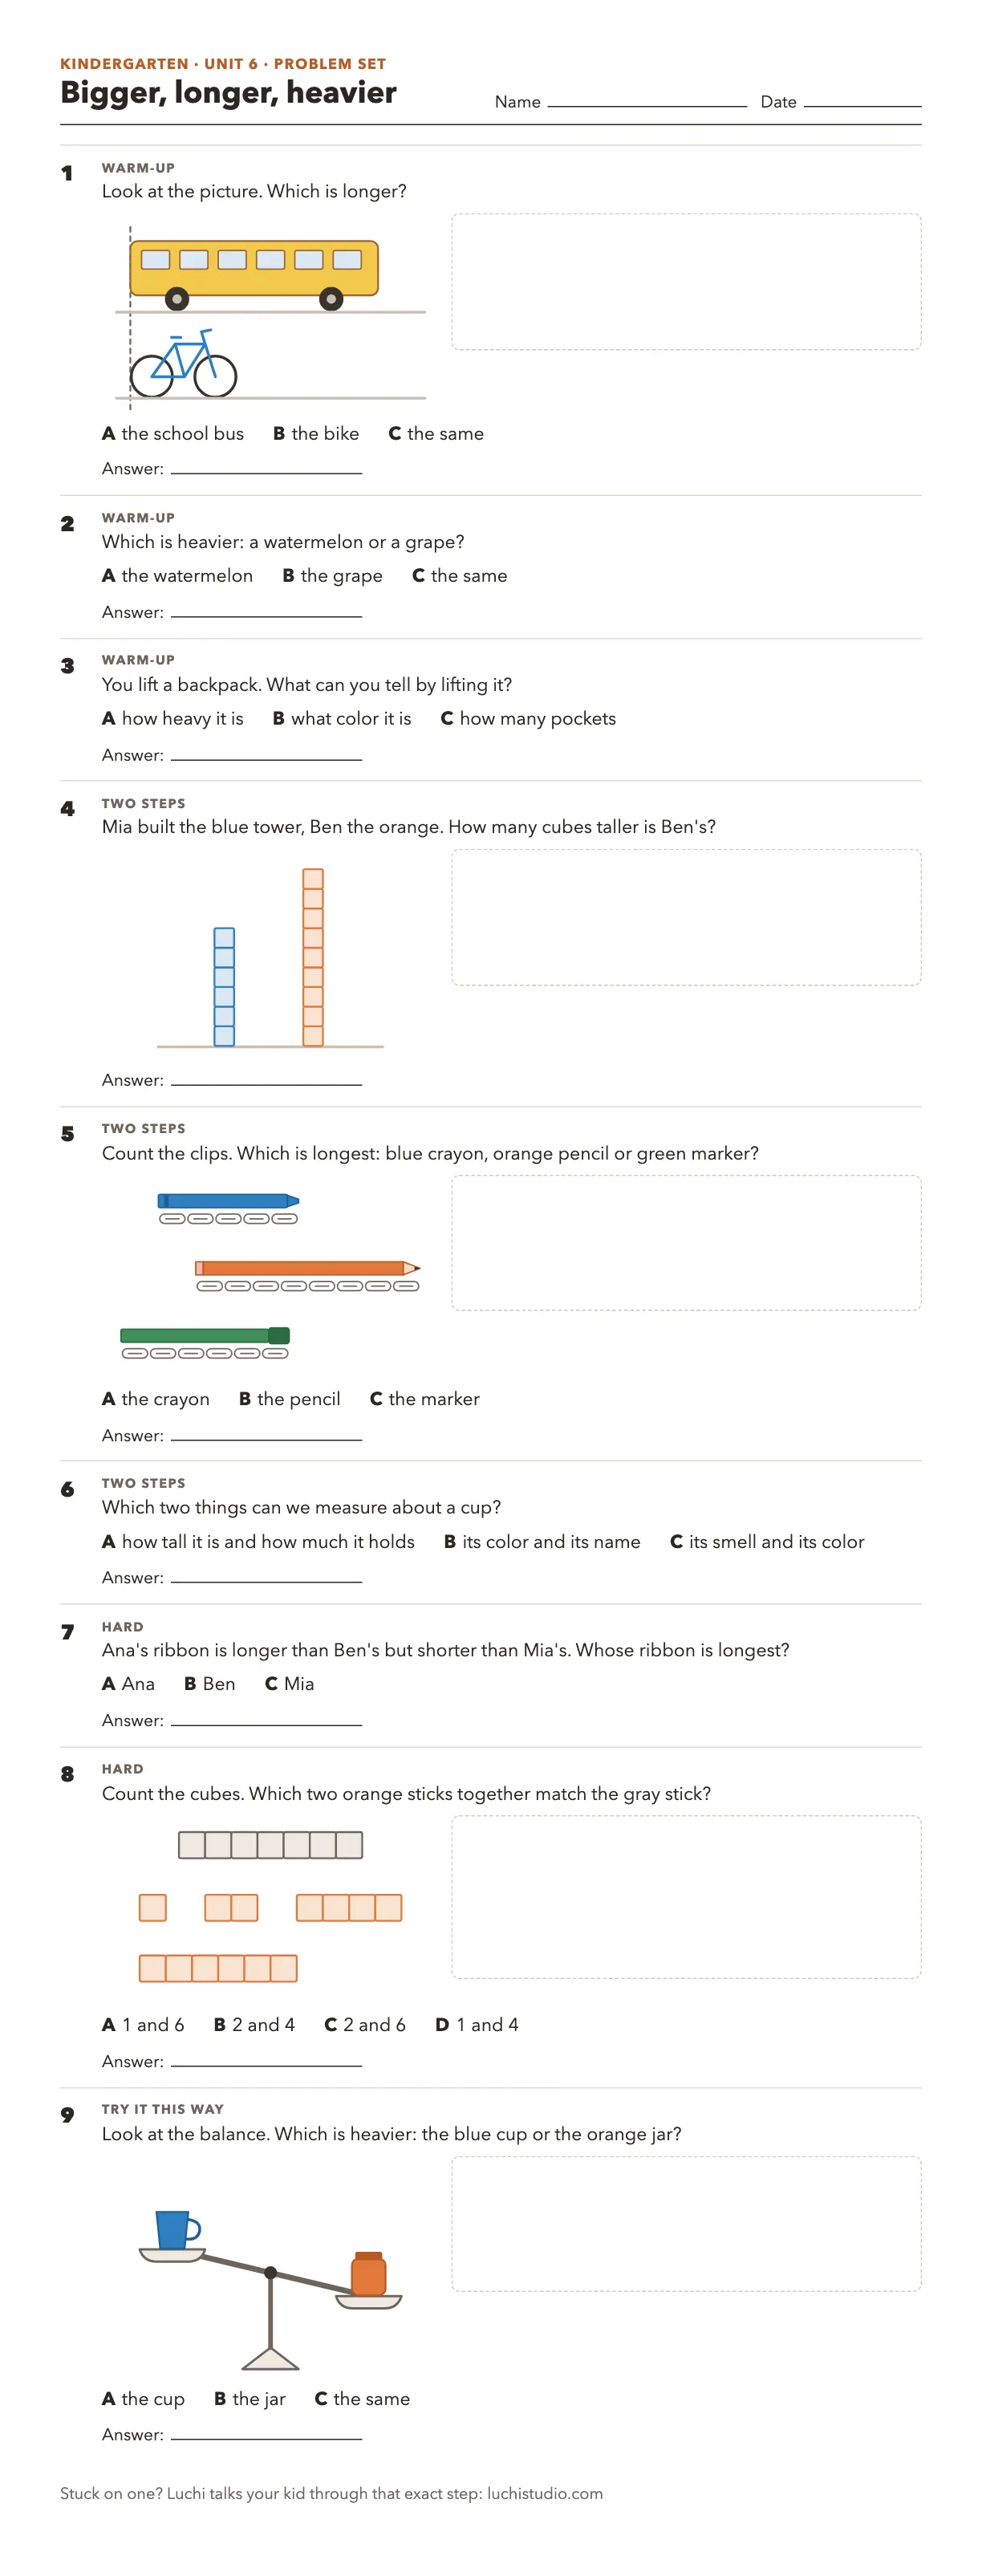 KINDERGARTEN · UNIT 6 · PROBLEM SET
Bigger, longer, heavier
Name Date
1 WARM-UP
Look at the picture. Which is longer?
A the school bus B the bike C the same
Answer:
2 WARM-UP
Which is heavier: a watermelon or a grape?
A the watermelon B the grape C the same
Answer:
3 WARM-UP
You lift a backpack. What can you tell by lifting it?
A how heavy it is B what color it is C how many pockets
Answer:
4 TWO STEPS
Mia built the blue tower, Ben the orange. How many cubes taller is Ben's?
Answer:
5 TWO STEPS
Count the clips. Which is longest: blue crayon, orange pencil or green marker?
A the crayon B the pencil C the marker
Answer:
6 TWO STEPS
Which two things can we measure about a cup?
A how tall it is and how much it holds B its color and its name C its smell and its color
Answer:
7 HARD
Ana's ribbon is longer than Ben's but shorter than Mia's. Whose ribbon is longest?
A Ana B Ben C Mia
Answer:
8 HARD
Count the cubes. Which two orange sticks together match the gray stick?
A 1 and 6 B 2 and 4 C 2 and 6 D 1 and 4
Answer:
9 TRY IT THIS WAY
Look at the balance. Which is heavier: the blue cup or the orange jar?
A the cup B the jar C the same
Answer:
Stuck on one? Luchi talks your kid through that exact step: luchistudio.com